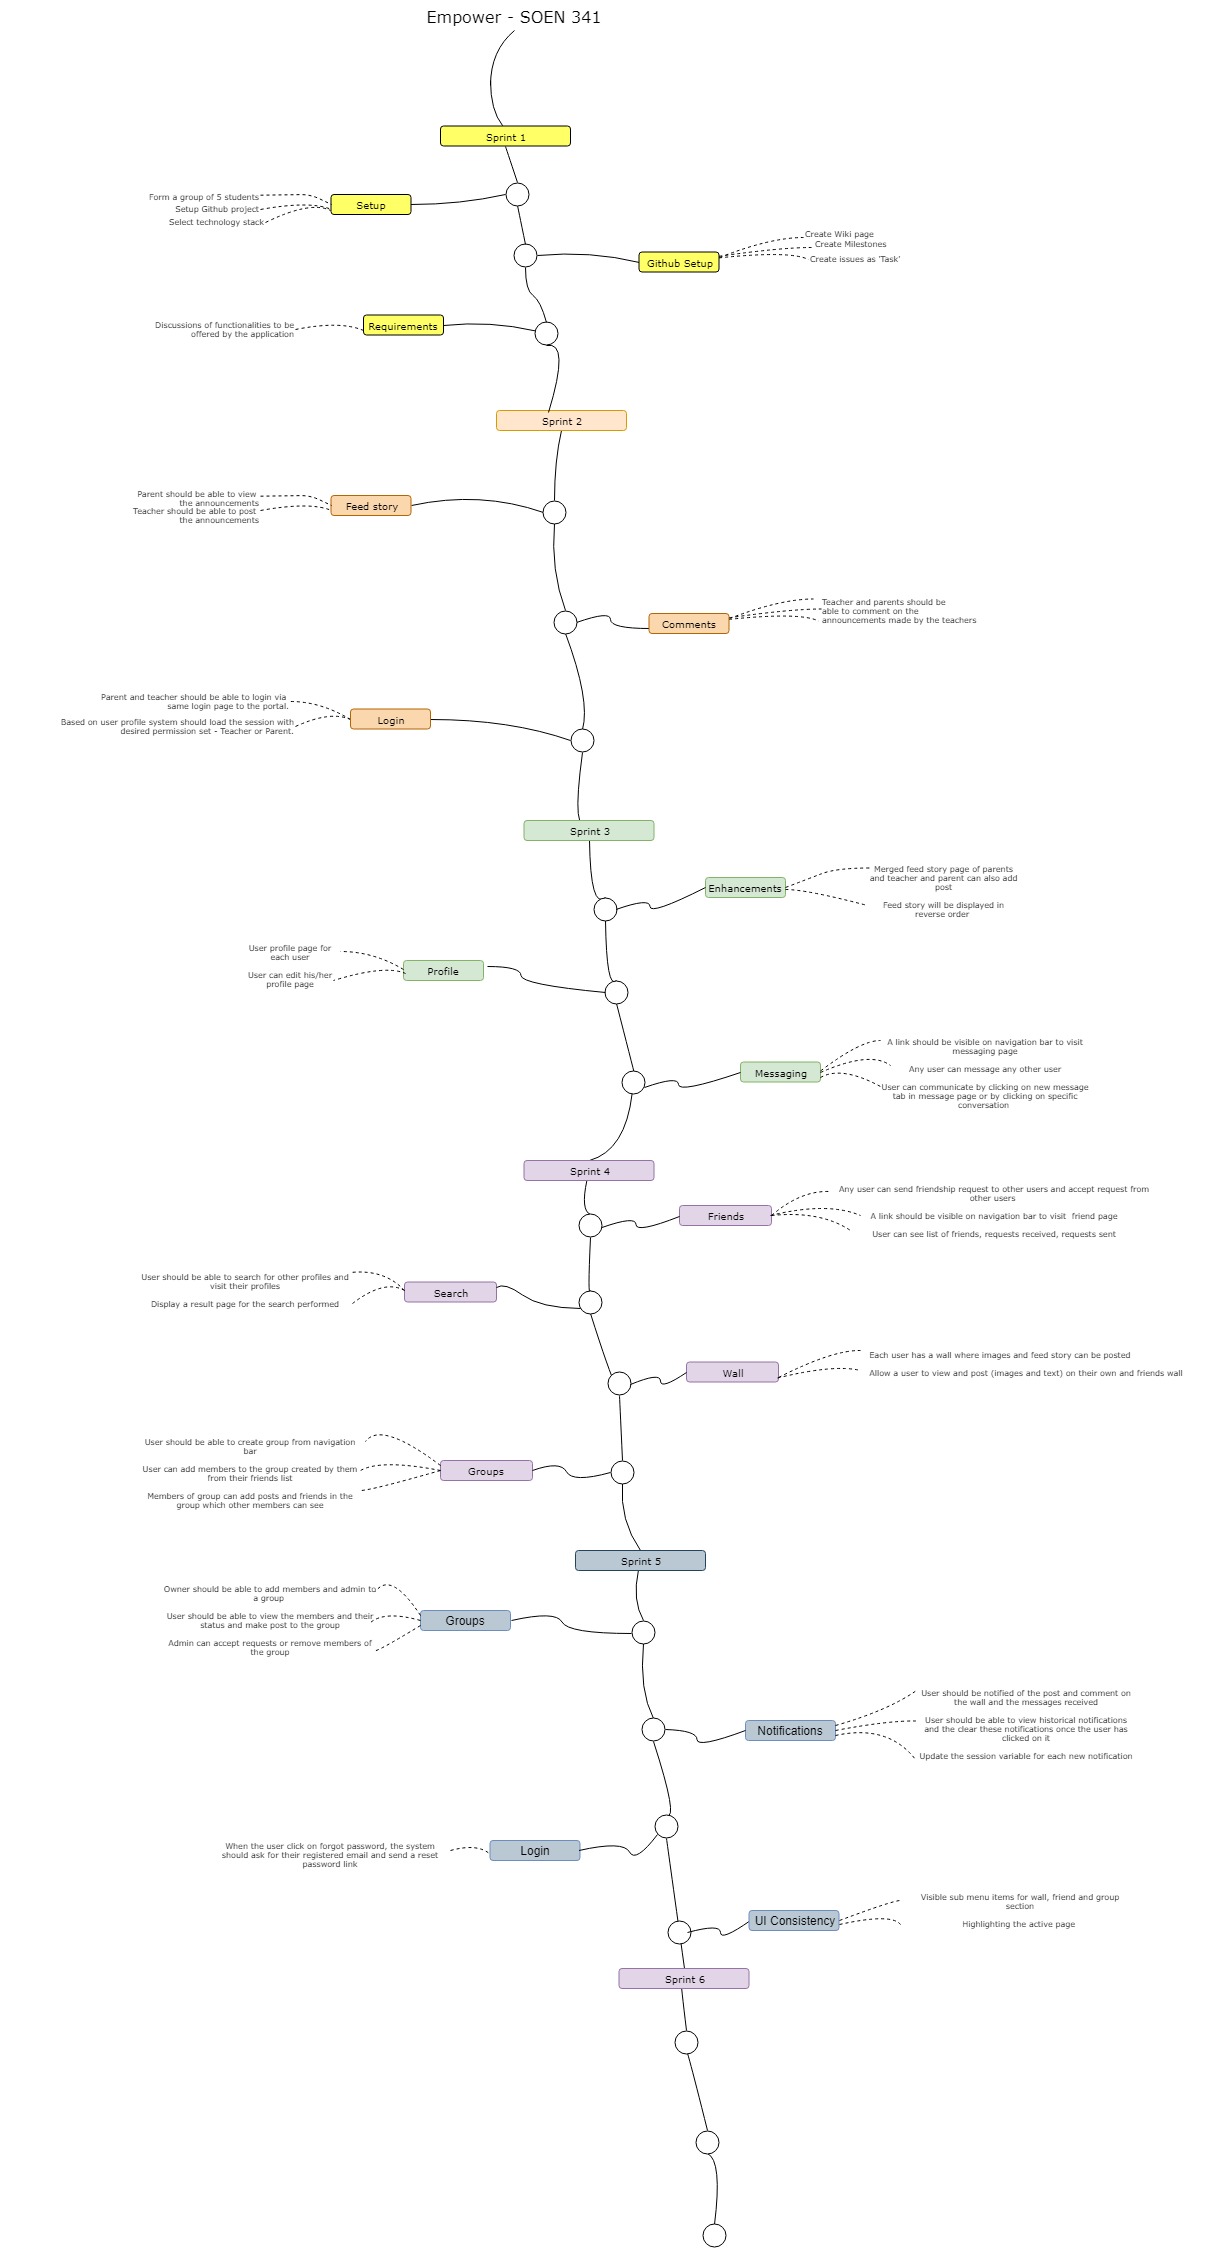 Empower - SOEN 341
Sprint 1
Form a group of 5 students
Setup Github project
Select technology stack
Setup
Create Wiki page
Create Milestones
Create issues as 'Task'
Github Setup
Discussions of functionalities to be
offered by the application
Requirements
Sprint 2
Parent should be able to view
the announcements
Teacher should be able to post
the announcements
Feed story
Teacher and parents should be
able to comment on the
announcements made by the teachers
Comments
Parent and teacher should be able to login via
same login page to the portal.
Based on user profile system should load the session with
desired permission set - Teacher or Parent.
Login
Sprint 3
Enhancements
Merged feed story page of parents
and teacher and parent can also add
post
Feed story will be displayed in
reverse order
User profile page for
each user
User can edit his/her
profile page
Profile
Messaging
A link should be visible on navigation bar to visit
messaging page
Any user can message any other user
User can communicate by clicking on new message
tab in message page or by clicking on specific
conversation
Sprint 4
Friends
Any user can send friendship request to other users and accept request from
other users
A link should be visible on navigation bar to visit  friend page
User can see list of friends, requests received, requests sent
User should be able to search for other profiles and
visit their profiles
Display a result page for the search performed
Search
Wall
Each user has a wall where images and feed story can be posted
Allow a user to view and post (images and text) on their own and friends wall
User should be able to create group from navigation
bar
User can add members to the group created by them
from their friends list
Members of group can add posts and friends in the
group which other members can see
Groups
Sprint 5
Owner should be able to add members and admin to
a group
User should be able to view the members and their
status and make post to the group
Admin can accept requests or remove members of
the group
Groups
Notifications
User should be notified of the post and comment on
the wall and the messages received
User should be able to view historical notifications
and the clear these notifications once the user has
clicked on it
Update the session variable for each new notification
When the user click on forgot password, the system
should ask for their registered email and send a reset
password link
Login
UI Consistency
Visible sub menu items for wall, friend and group
section
Highlighting the active page
Sprint 6